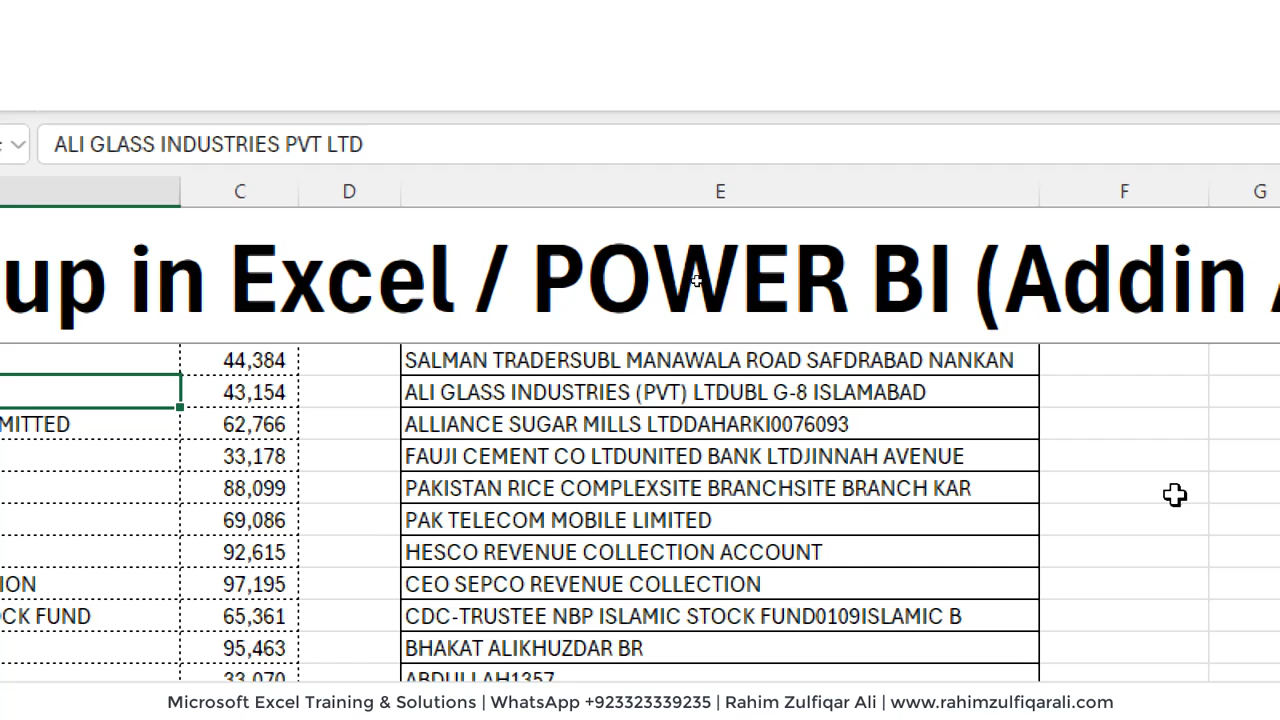 ALI GLASS INDUSTRIES PVT LTD
C D E F G
up in Excel / POWER BI (Addin
44,384 SALMAN TRADERSUBL MANAWALA ROAD SAFDRABAD NANKAN
43,154 ALI GLASS INDUSTRIES (PVT) LTDUBL G-8 ISLAMABAD
MITTED 62,766 ALLIANCE SUGAR MILLS LTDDAHARKI0076093
33,178 FAUJI CEMENT CO LTDUNITED BANK LTDJINNAH AVENUE
88,099 PAKISTAN RICE COMPLEXSITE BRANCHSITE BRANCH KAR
69,086 PAK TELECOM MOBILE LIMITED
92,615 HESCO REVENUE COLLECTION ACCOUNT
ION 97,195 CEO SEPCO REVENUE COLLECTION
CK FUND 65,361 CDC-TRUSTEE NBP ISLAMIC STOCK FUND0109ISLAMIC B
95,463 BHAKAT ALIKHUZDAR BR
33,070 ABDULLAH1357
Microsoft Excel Training & Solutions | WhatsApp +923323339235 | Rahim Zulfiqar Ali | www.rahimzulfiqarali.com